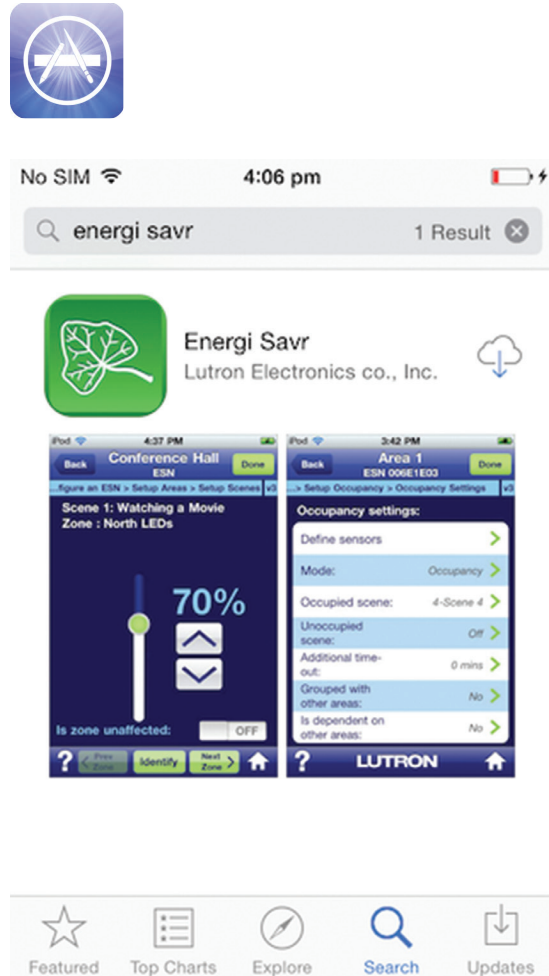 No SIM 4:06 pm
energi savr 1 Result
Energi Savr
Lutron Electronics co., Inc.
iPod 4:37 PM
Back Conference Hall Done
ESN
...figure an ESN > Setup Areas > Setup Scenes v3
Scene 1: Watching a Movie
Zone : North LEDs
70%
Is zone unaffected: OFF
? < Prev Zone Identify Next Zone >
iPod 3:42 PM
Back Area 1 Done
ESN 006E1E03
...> Setup Occupancy > Occupancy Settings v3
Occupancy settings:
Define sensors >
Mode: Occupancy >
Occupied scene: 4-Scene 4 >
Unoccupied
scene: Off >
Additional time-
out: 0 mins >
Grouped with
other areas: No >
Is dependent on
other areas: No >
? LUTRON
Featured Top Charts Explore Search Updates